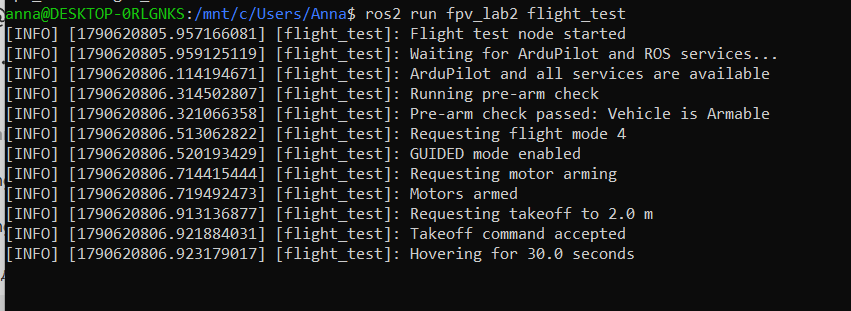 anna@DESKTOP-0RLGNKS:/mnt/c/Users/Anna$ ros2 run fpv_lab2 flight_test
[INFO] [1790620805.957166081] [flight_test]: Flight test node started
[INFO] [1790620805.959125119] [flight_test]: Waiting for ArduPilot and ROS services...
[INFO] [1790620806.114194671] [flight_test]: ArduPilot and all services are available
[INFO] [1790620806.314502807] [flight_test]: Running pre-arm check
[INFO] [1790620806.321066358] [flight_test]: Pre-arm check passed: Vehicle is Armable
[INFO] [1790620806.513062822] [flight_test]: Requesting flight mode 4
[INFO] [1790620806.520193429] [flight_test]: GUIDED mode enabled
[INFO] [1790620806.714415444] [flight_test]: Requesting motor arming
[INFO] [1790620806.719492473] [flight_test]: Motors armed
[INFO] [1790620806.913136877] [flight_test]: Requesting takeoff to 2.0 m
[INFO] [1790620806.921884031] [flight_test]: Takeoff command accepted
[INFO] [1790620806.923179017] [flight_test]: Hovering for 30.0 seconds